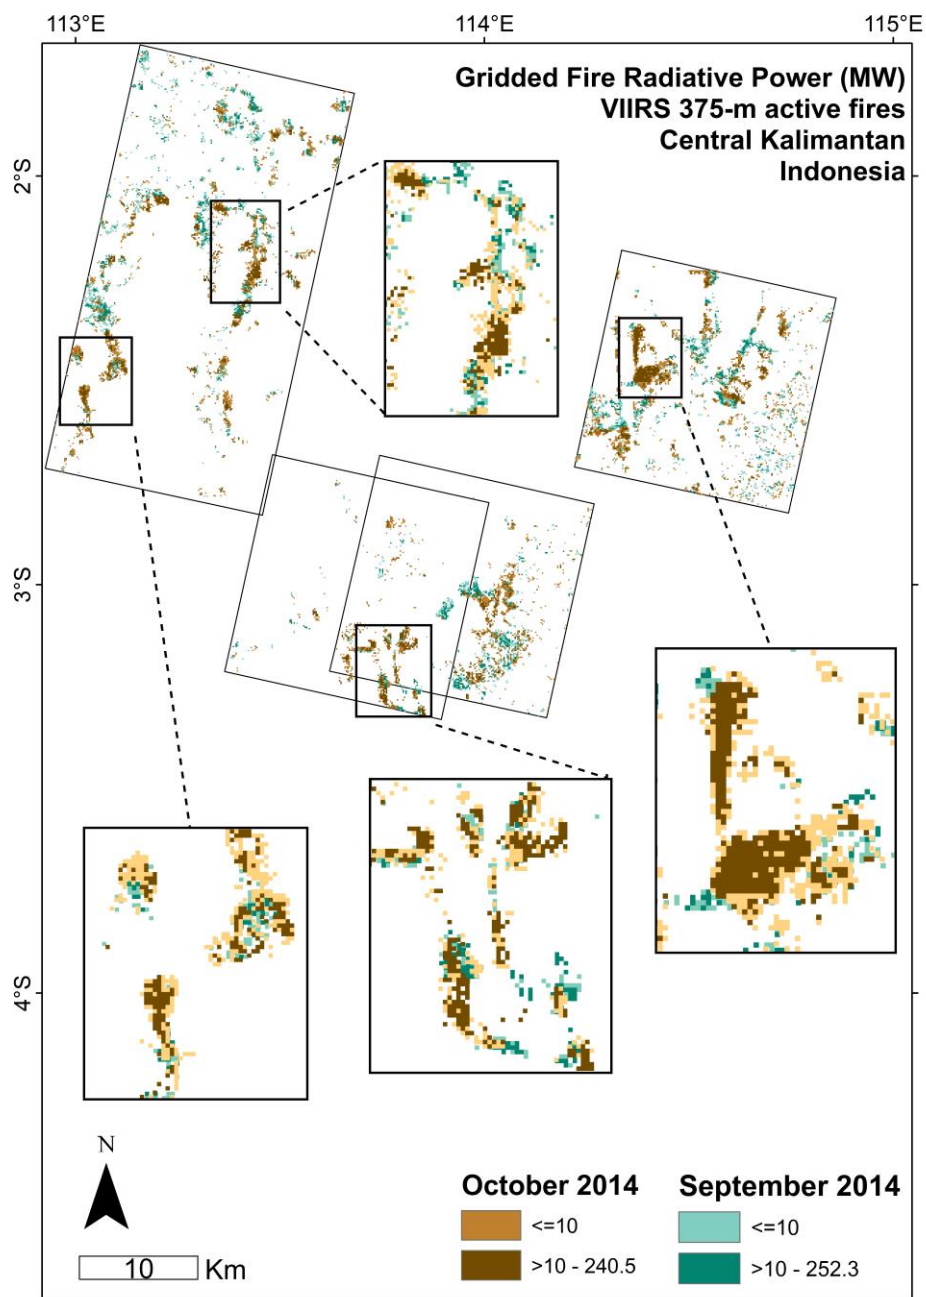 113°E
114°E
115°E
Gridded Fire Radiative Power (MW)
VIIRS 375-m active fires
Central Kalimantan
Indonesia
2°S
3°S
4°S
N
10 Km
October 2014
<=10
>10 - 240.5
September 2014
<=10
>10 - 252.3